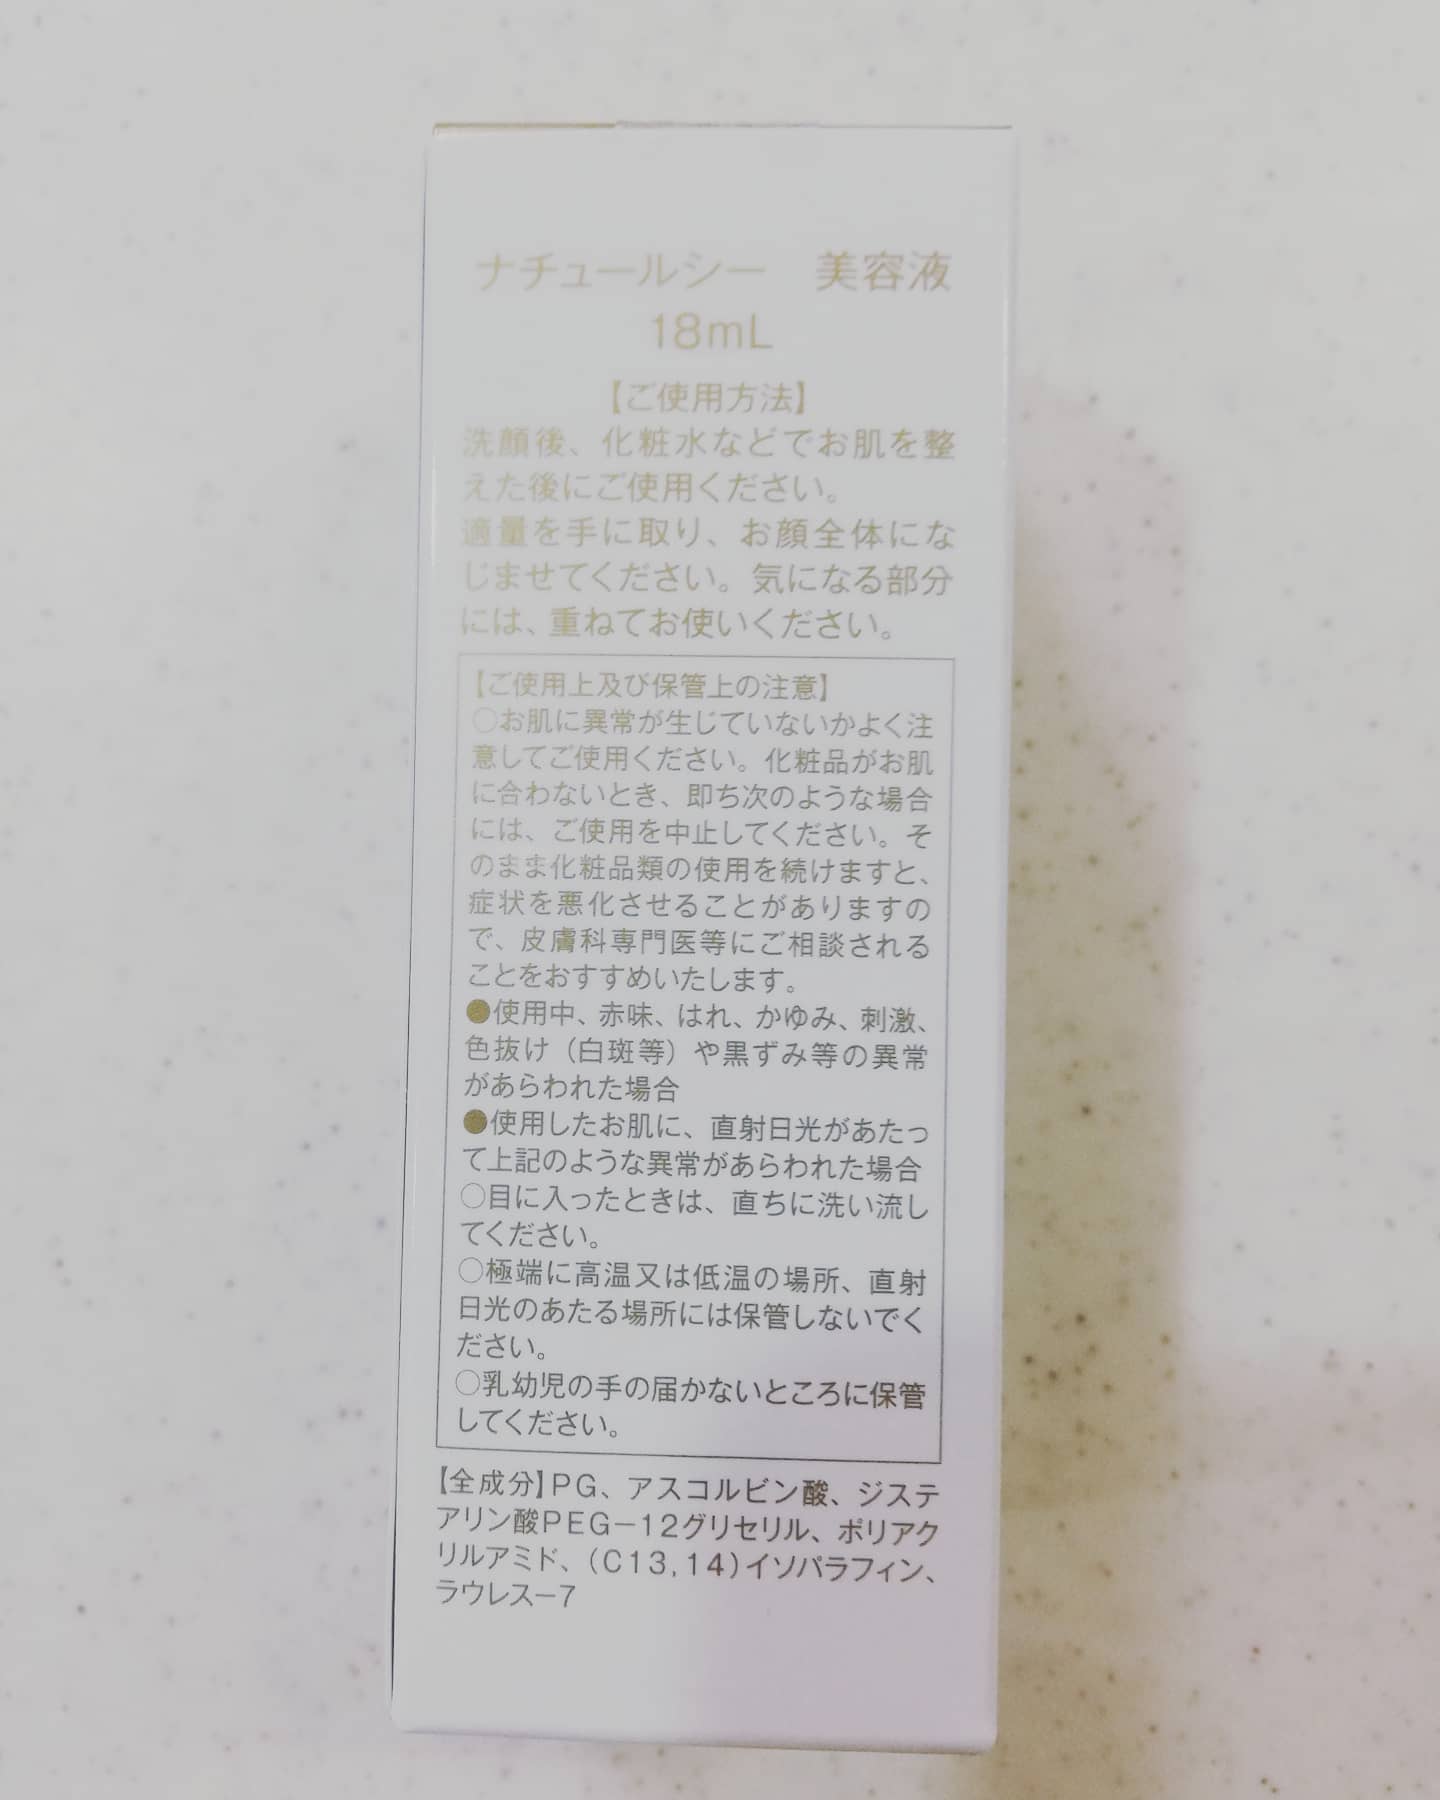 ナチュールシー 美容液
18mL
【ご使用方法】
洗顔後、化粧水などでお肌を整
えた後にご使用ください。
適量を手に取り、お顔全体にな
じませてください。気になる部分
には、重ねてお使いください。
【ご使用上及び保管上の注意】
○お肌に異常が生じていないかよく注
意してご使用ください。化粧品がお肌
に合わないとき、即ち次のような場合
には、ご使用を中止してください。そ
のまま化粧品類の使用を続けますと、
症状を悪化させることがありますの
で、皮膚科専門医等にご相談される
ことをおすすめいたします。
●使用中、赤味、はれ、かゆみ、刺激、
色抜け（白斑等）や黒ずみ等の異常
があらわれた場合
●使用したお肌に、直射日光があたっ
て上記のような異常があらわれた場合
○目に入ったときは、直ちに洗い流し
てください。
○極端に高温又は低温の場所、直射
日光のあたる場所には保管しないでく
ださい。
○乳幼児の手の届かないところに保管
してください。
【全成分】PG、アスコルビン酸、ジステ
アリン酸PEG－12グリセリル、ポリアク
リルアミド、(C13,14)イソパラフィン、
ラウレス－7